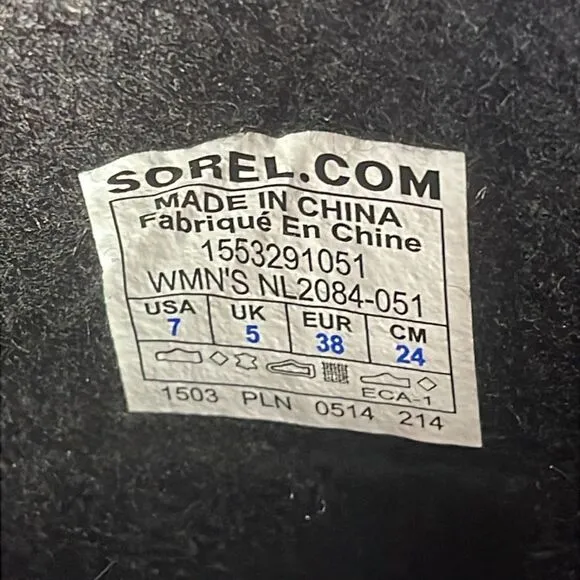 SOREL.COM
MADE IN CHINA
Fabriqué En Chine
1553291051
WMN'S NL2084-051
USA UK EUR CM
7 5 38 24
ECA-1
1503 PLN 0514 214